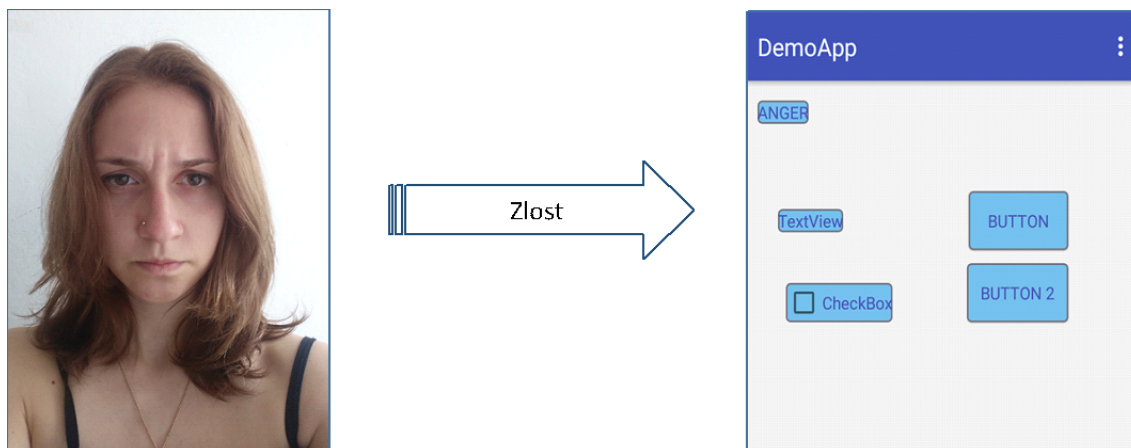 Zlost
DemoApp
ANGER
TextView
BUTTON
BUTTON 2
CheckBox